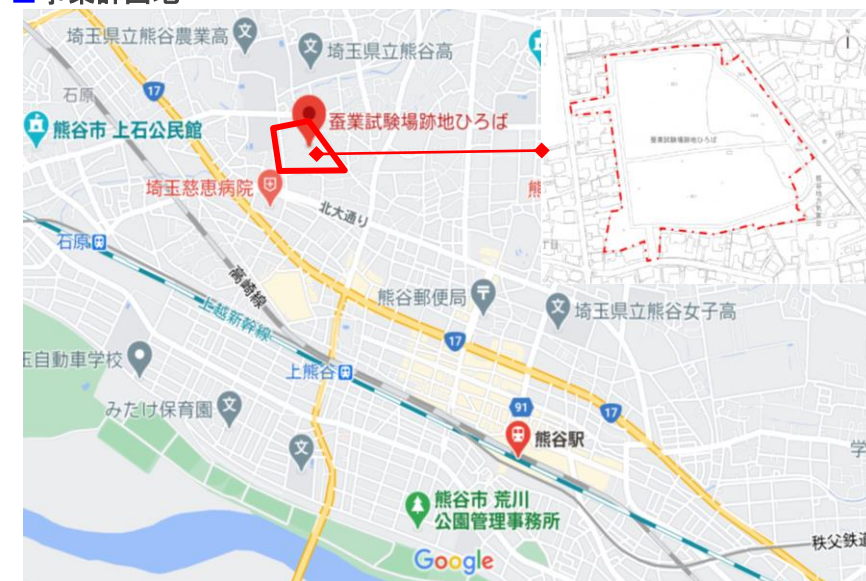 埼玉県立熊谷農業高
埼玉県立熊谷高
石原
17
蚕業試験場跡地ひろば
熊谷市 上石公民館
蚕業試験場跡地ひろば
埼玉慈恵病院
熊
北大通り
石原
高崎線
上越新幹線
熊谷郵便局
埼玉県立熊谷女子高
17
玉自動車学校
上熊谷
みたけ保育園
91
17
熊谷駅
学
熊谷市 荒川
公園管理事務所
Google
秩父鉄道